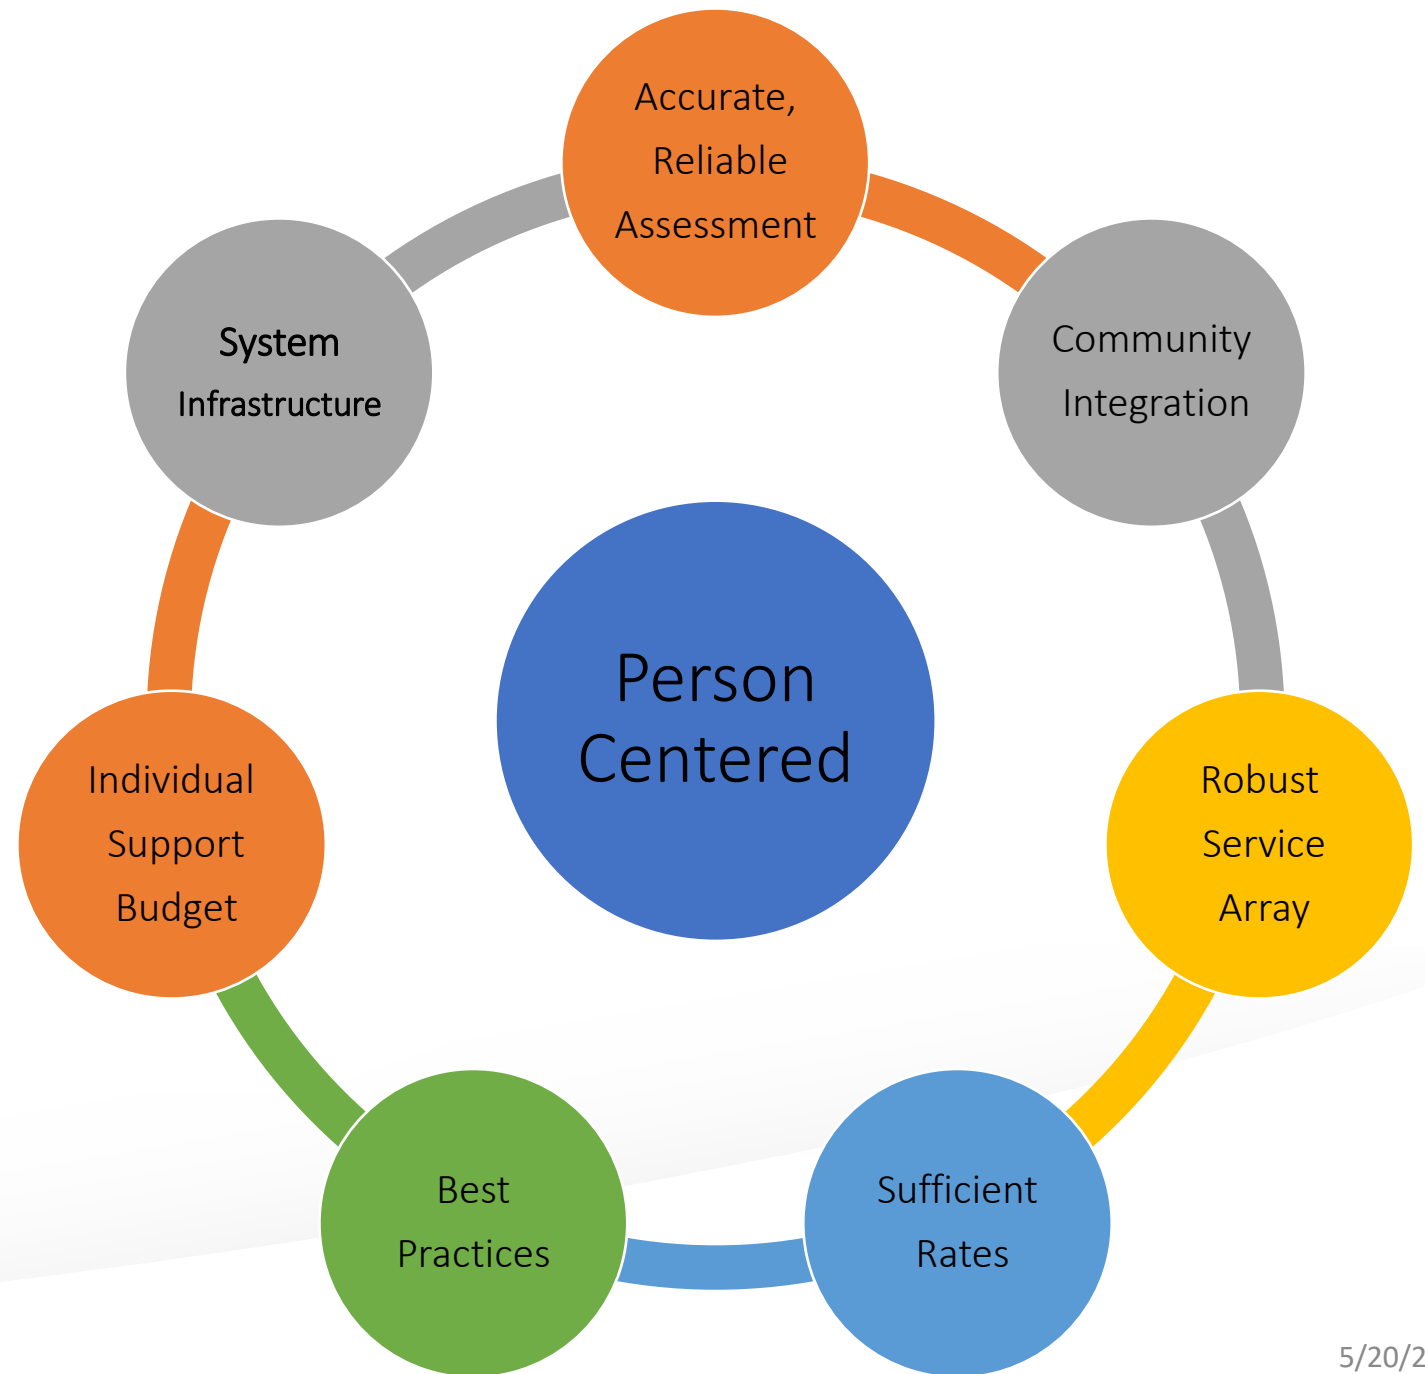 Accurate,
Reliable
Assessment
System
Infrastructure
Community
Integration
Person
Centered
Individual
Support
Budget
Robust
Service
Array
Best
Practices
Sufficient
Rates
5/20/2